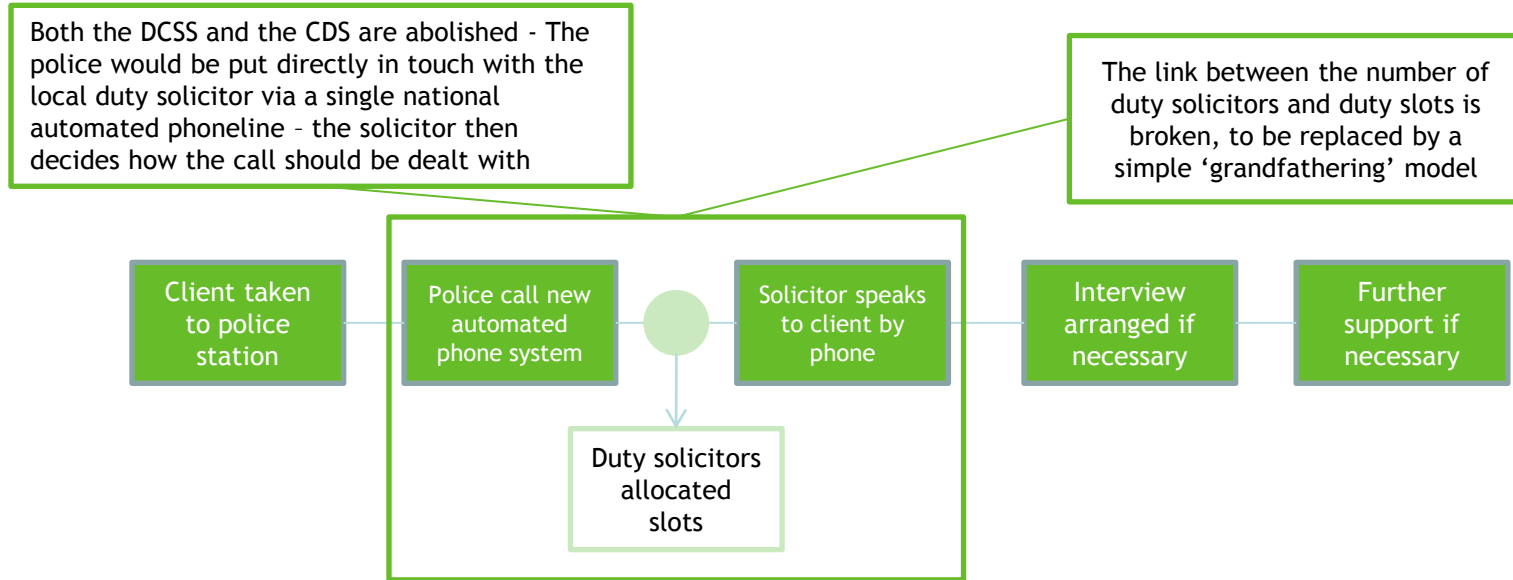 Both the DCSS and the CDS are abolished - The
police would be put directly in touch with the
local duty solicitor via a single national
automated phoneline – the solicitor then
decides how the call should be dealt with
The link between the number of
duty solicitors and duty slots is
broken, to be replaced by a
simple ‘grandfathering’ model
Client taken
to police
station
Police call new
automated
phone system
Solicitor speaks
to client by
phone
Interview
arranged if
necessary
Further
support if
necessary
Duty solicitors
allocated
slots